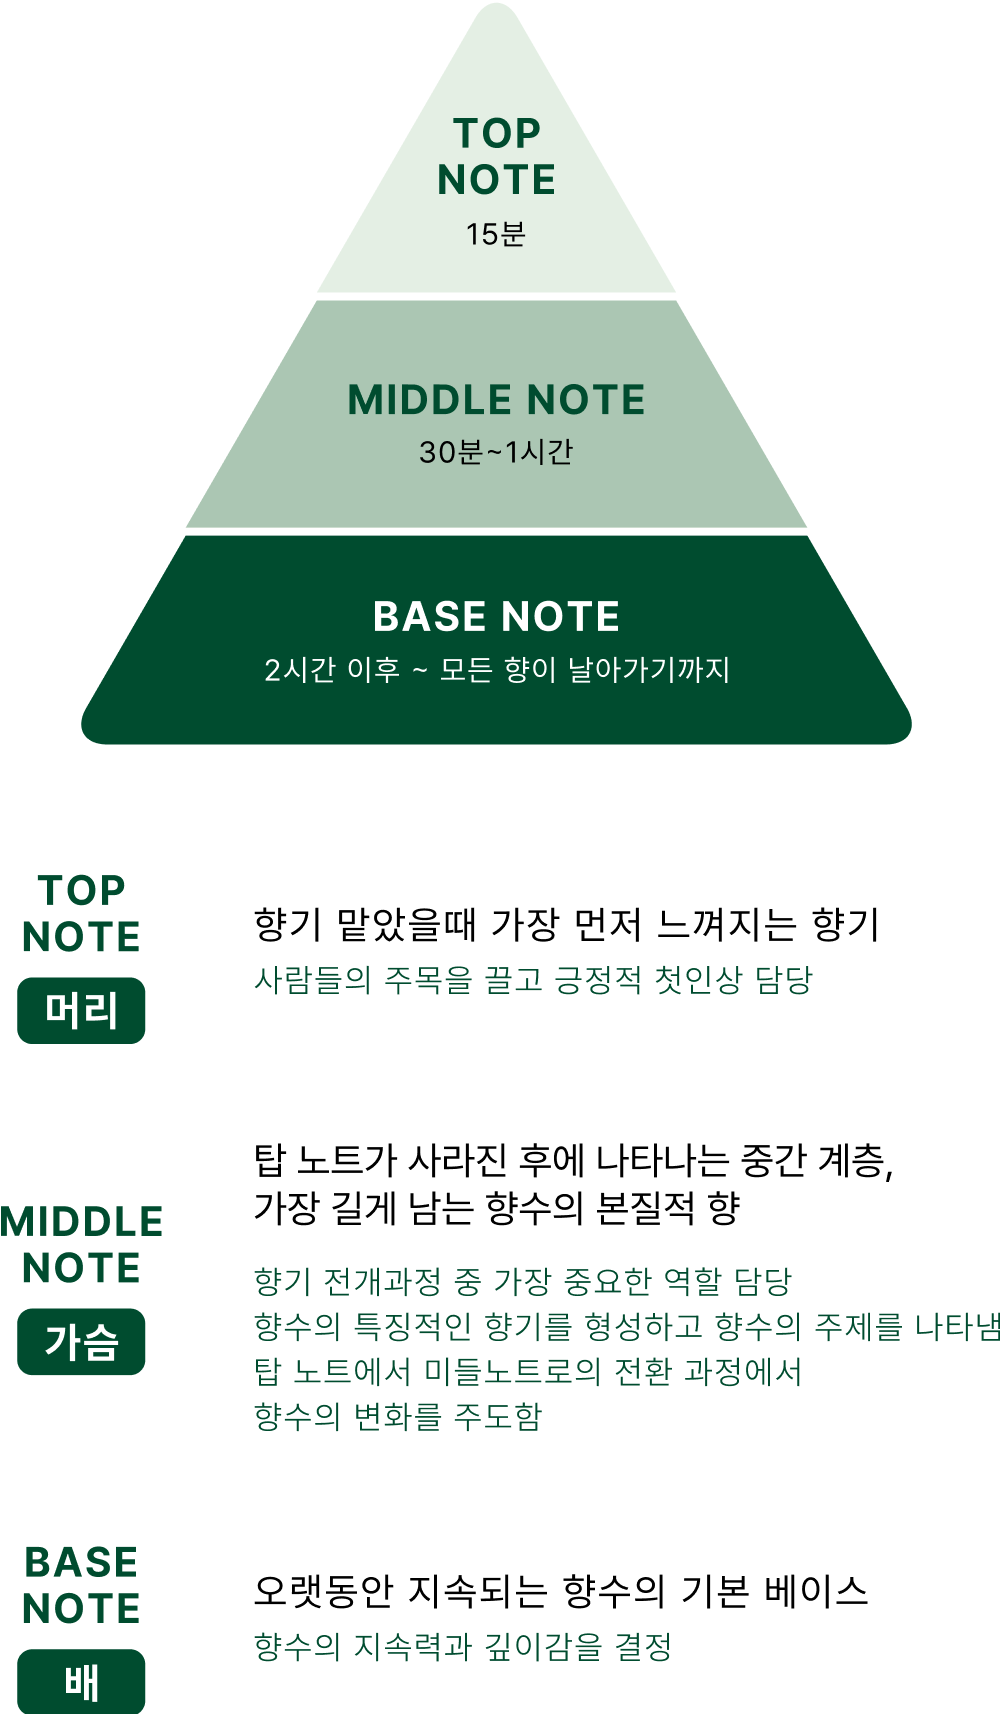 TOP
NOTE
15분
MIDDLE NOTE
30분~1시간
BASE NOTE
2시간 이후 ~ 모든 향이 날아가기까지
TOP
NOTE
머리
향기 맡았을때 가장 먼저 느껴지는 향기
사람들의 주목을 끌고 긍정적 첫인상 담당
MIDDLE
NOTE
가슴
탑 노트가 사라진 후에 나타나는 중간 계층,
가장 길게 남는 향수의 본질적 향
향기 전개과정 중 가장 중요한 역할 담당
향수의 특징적인 향기를 형성하고 향수의 주제를 나타냄
탑 노트에서 미들노트로의 전환 과정에서
향수의 변화를 주도함
BASE
NOTE
배
오랫동안 지속되는 향수의 기본 베이스
향수의 지속력과 깊이감을 결정